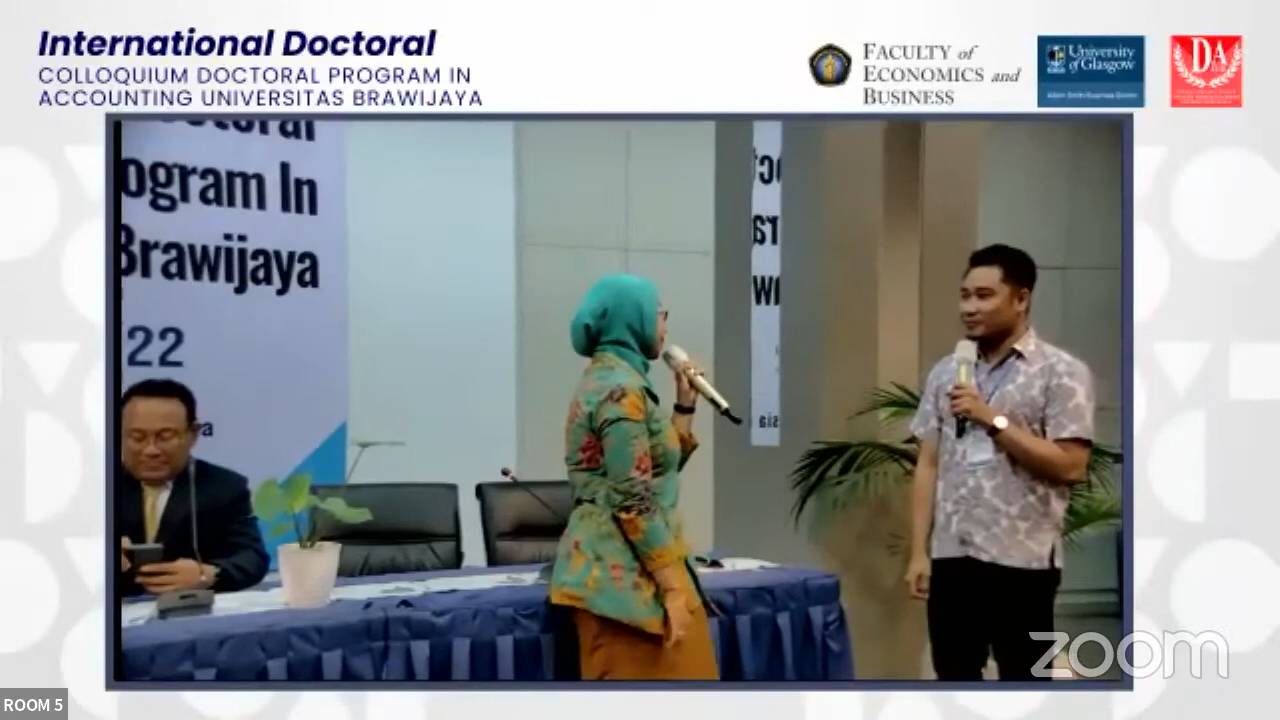 International Doctoral
COLLOQUIUM DOCTORAL PROGRAM IN
ACCOUNTING UNIVERSITAS BRAWIJAYA
FACULTY of
ECONOMICS and
BUSINESS
University
of Glasgow
DA
ogram In
Brawijaya
22
zoom
ROOM 5